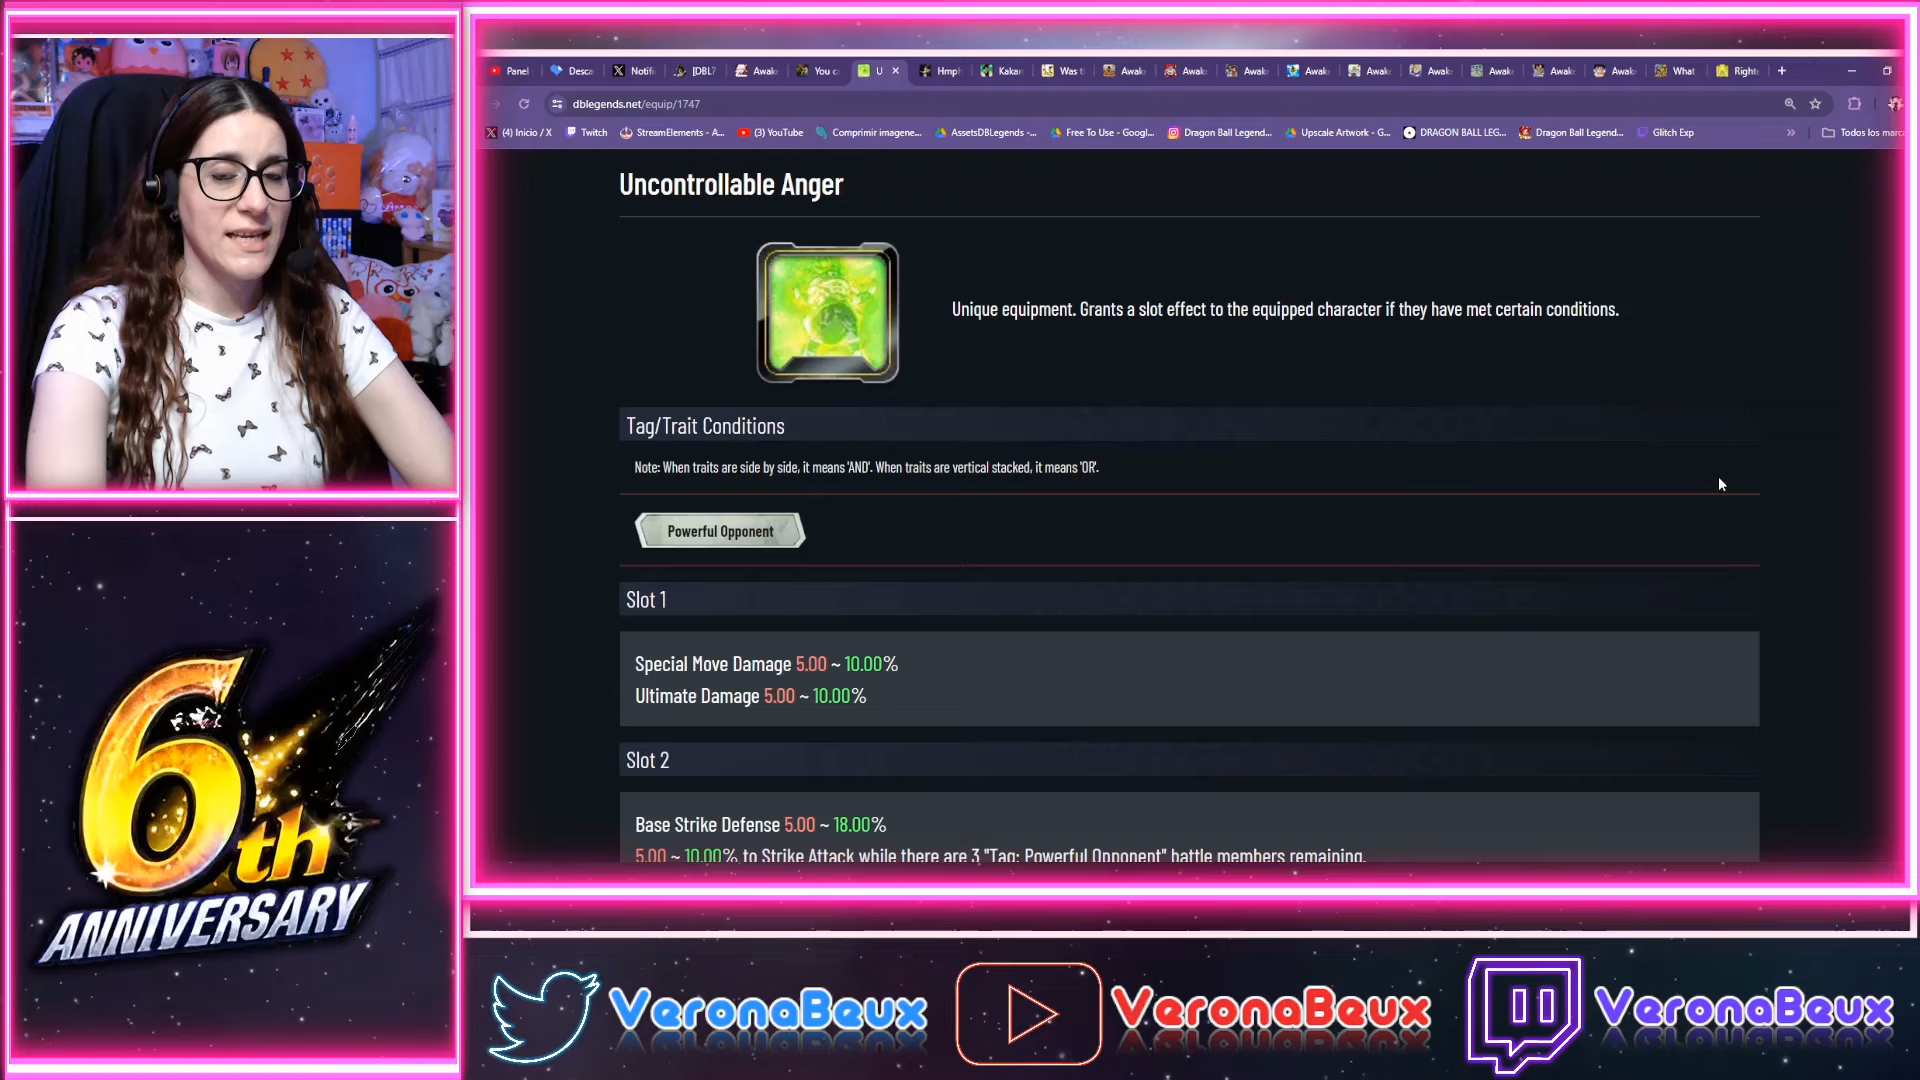 Panel
Desca
Notifi
[DBL?
Awak
You c
U
Hmph
Kakar
Was t
Awak
Awak
Awak
Awak
Awak
Awak
Awak
Awak
Awak
What
Right
dblegends.net/equip/1747
(4) Inicio / X
Twitch
StreamElements - A...
(3) YouTube
Comprimir imagene...
AssetsDBLegends -...
Free To Use - Googl...
Dragon Ball Legend...
Upscale Artwork - G...
DRAGON BALL LEG...
Dragon Ball Legend...
Glitch Exp
Todos los marc
Uncontrollable Anger
Unique equipment. Grants a slot effect to the equipped character if they have met certain conditions.
Tag/Trait Conditions
Note: When traits are side by side, it means 'AND'. When traits are vertical stacked, it means 'OR'.
Powerful Opponent
Slot 1
Special Move Damage 5.00 ~ 10.00%
Ultimate Damage 5.00 ~ 10.00%
Slot 2
Base Strike Defense 5.00 ~ 18.00%
5.00 ~ 10.00% to Strike Attack while there are 3 "Tag: Powerful Opponent" battle members remaining.
6th
ANNIVERSARY
VeronaBeux
VeronaBeux
VeronaBeux